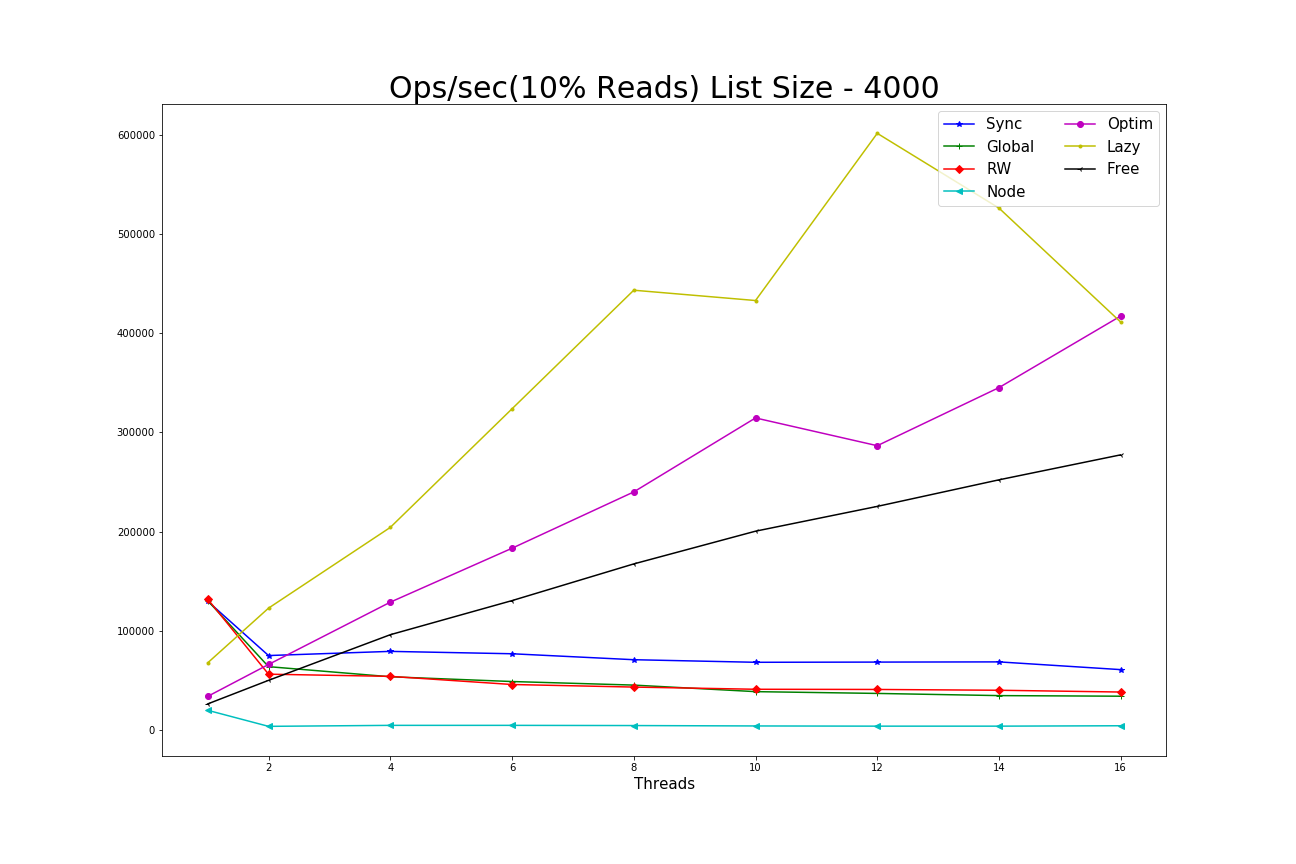 Ops/sec(10% Reads) List Size - 4000
Sync
Global
RW
Node
Optim
Lazy
Free
600000
500000
400000
300000
200000
100000
0
2 4 6 8 10 12 14 16
Threads